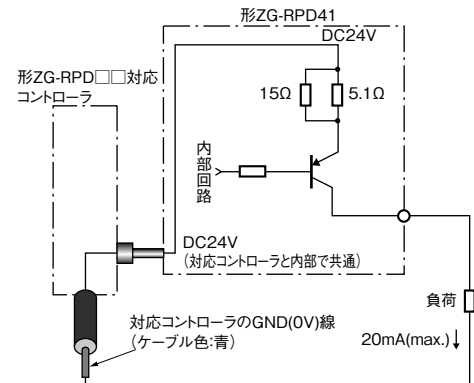 形ZG-RPD41
DC24V
形ZG-RPD□□対応
コントローラ
15Ω
5.1Ω
内部回路
DC24V
(対応コントローラと内部で共通)
負荷
対応コントローラのGND(0V)線
(ケーブル色:青)
20mA(max.)↓